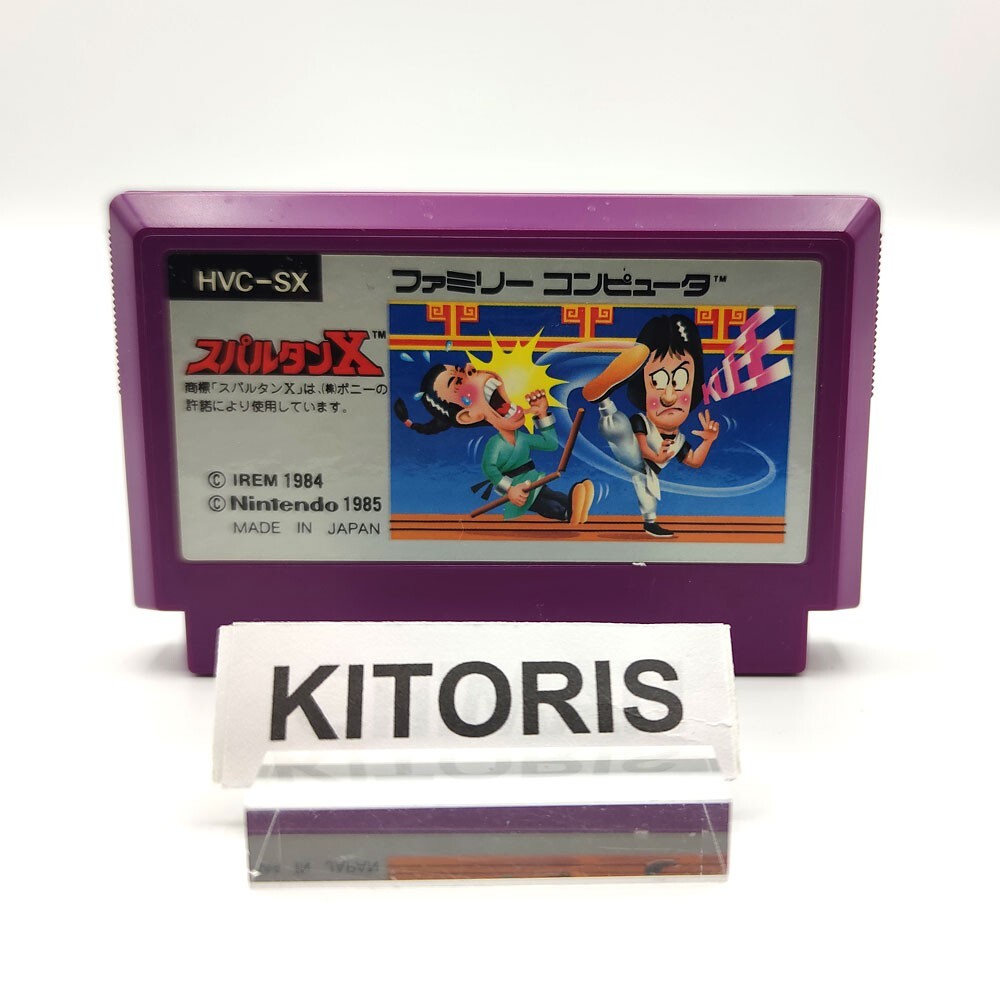 HVC-SX
ファミリー コンピュータ™
スパルタンX™
商標「スパルタンX」は、(株)ポニーの
許諾により使用しています。
© IREM 1984
© Nintendo 1985
MADE IN JAPAN
KITORIS